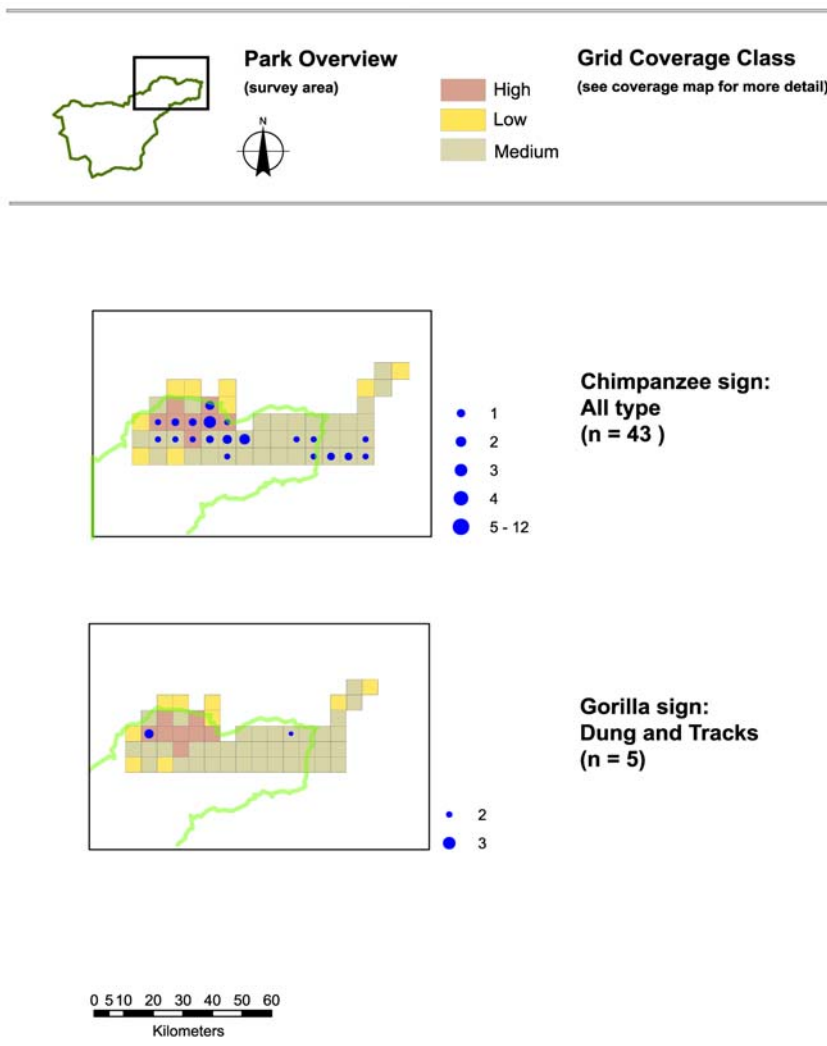 Park Overview
(survey area)
N
Grid Coverage Class
(see coverage map for more detail)
High
Low
Medium
Chimpanzee sign:
All type
(n = 43 )
1
2
3
4
5 - 12
Gorilla sign:
Dung and Tracks
(n = 5)
2
3
0 5 10 20 30 40 50 60
Kilometers